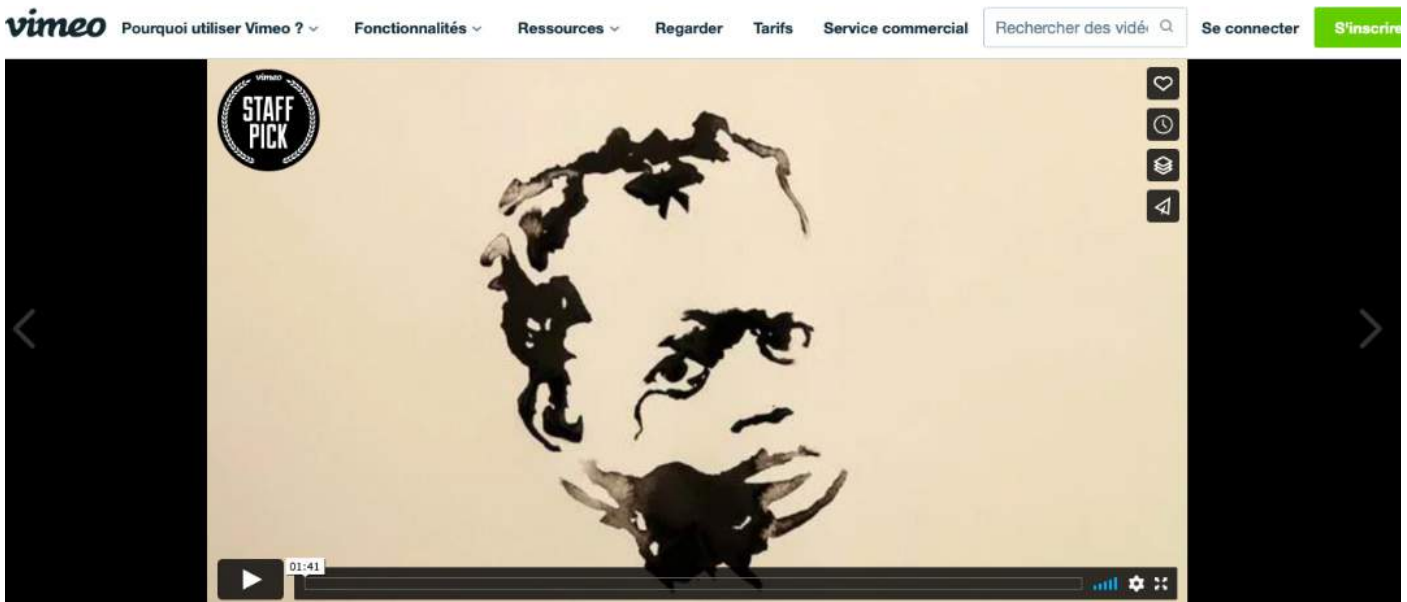 vimeo Pourquoi utiliser Vimeo ? Fonctionnalités Ressources Regarder Tarifs Service commercial Rechercher des vidé Se connecter S'inscrire
vimeo
STAFF
PICK
01:41